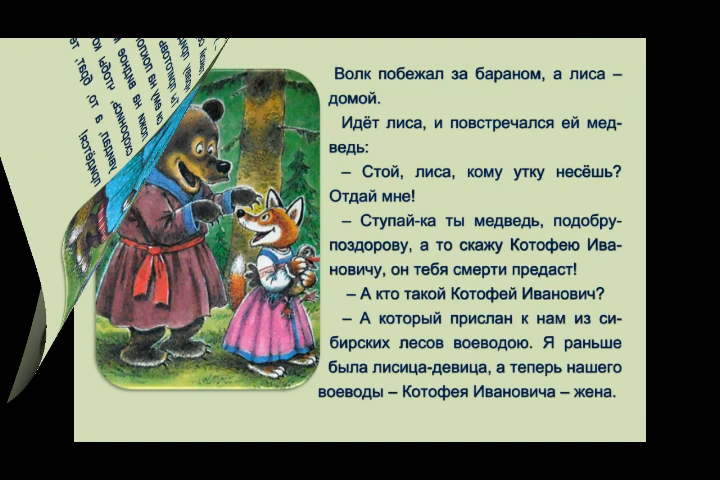 Волк побежал за бараном, а лиса –
домой.
Идёт лиса, и повстречался ей мед-
ведь:
– Стой, лиса, кому утку несёшь?
Отдай мне!
– Ступай-ка ты медведь, подобру-
поздорову, а то скажу Котофею Ива-
новичу, он тебя смерти предаст!
– А кто такой Котофей Иванович?
– А который прислан к нам из си-
бирских лесов воеводою. Я раньше
была лисица-девица, а теперь нашего
воеводы – Котофея Ивановича – жена.